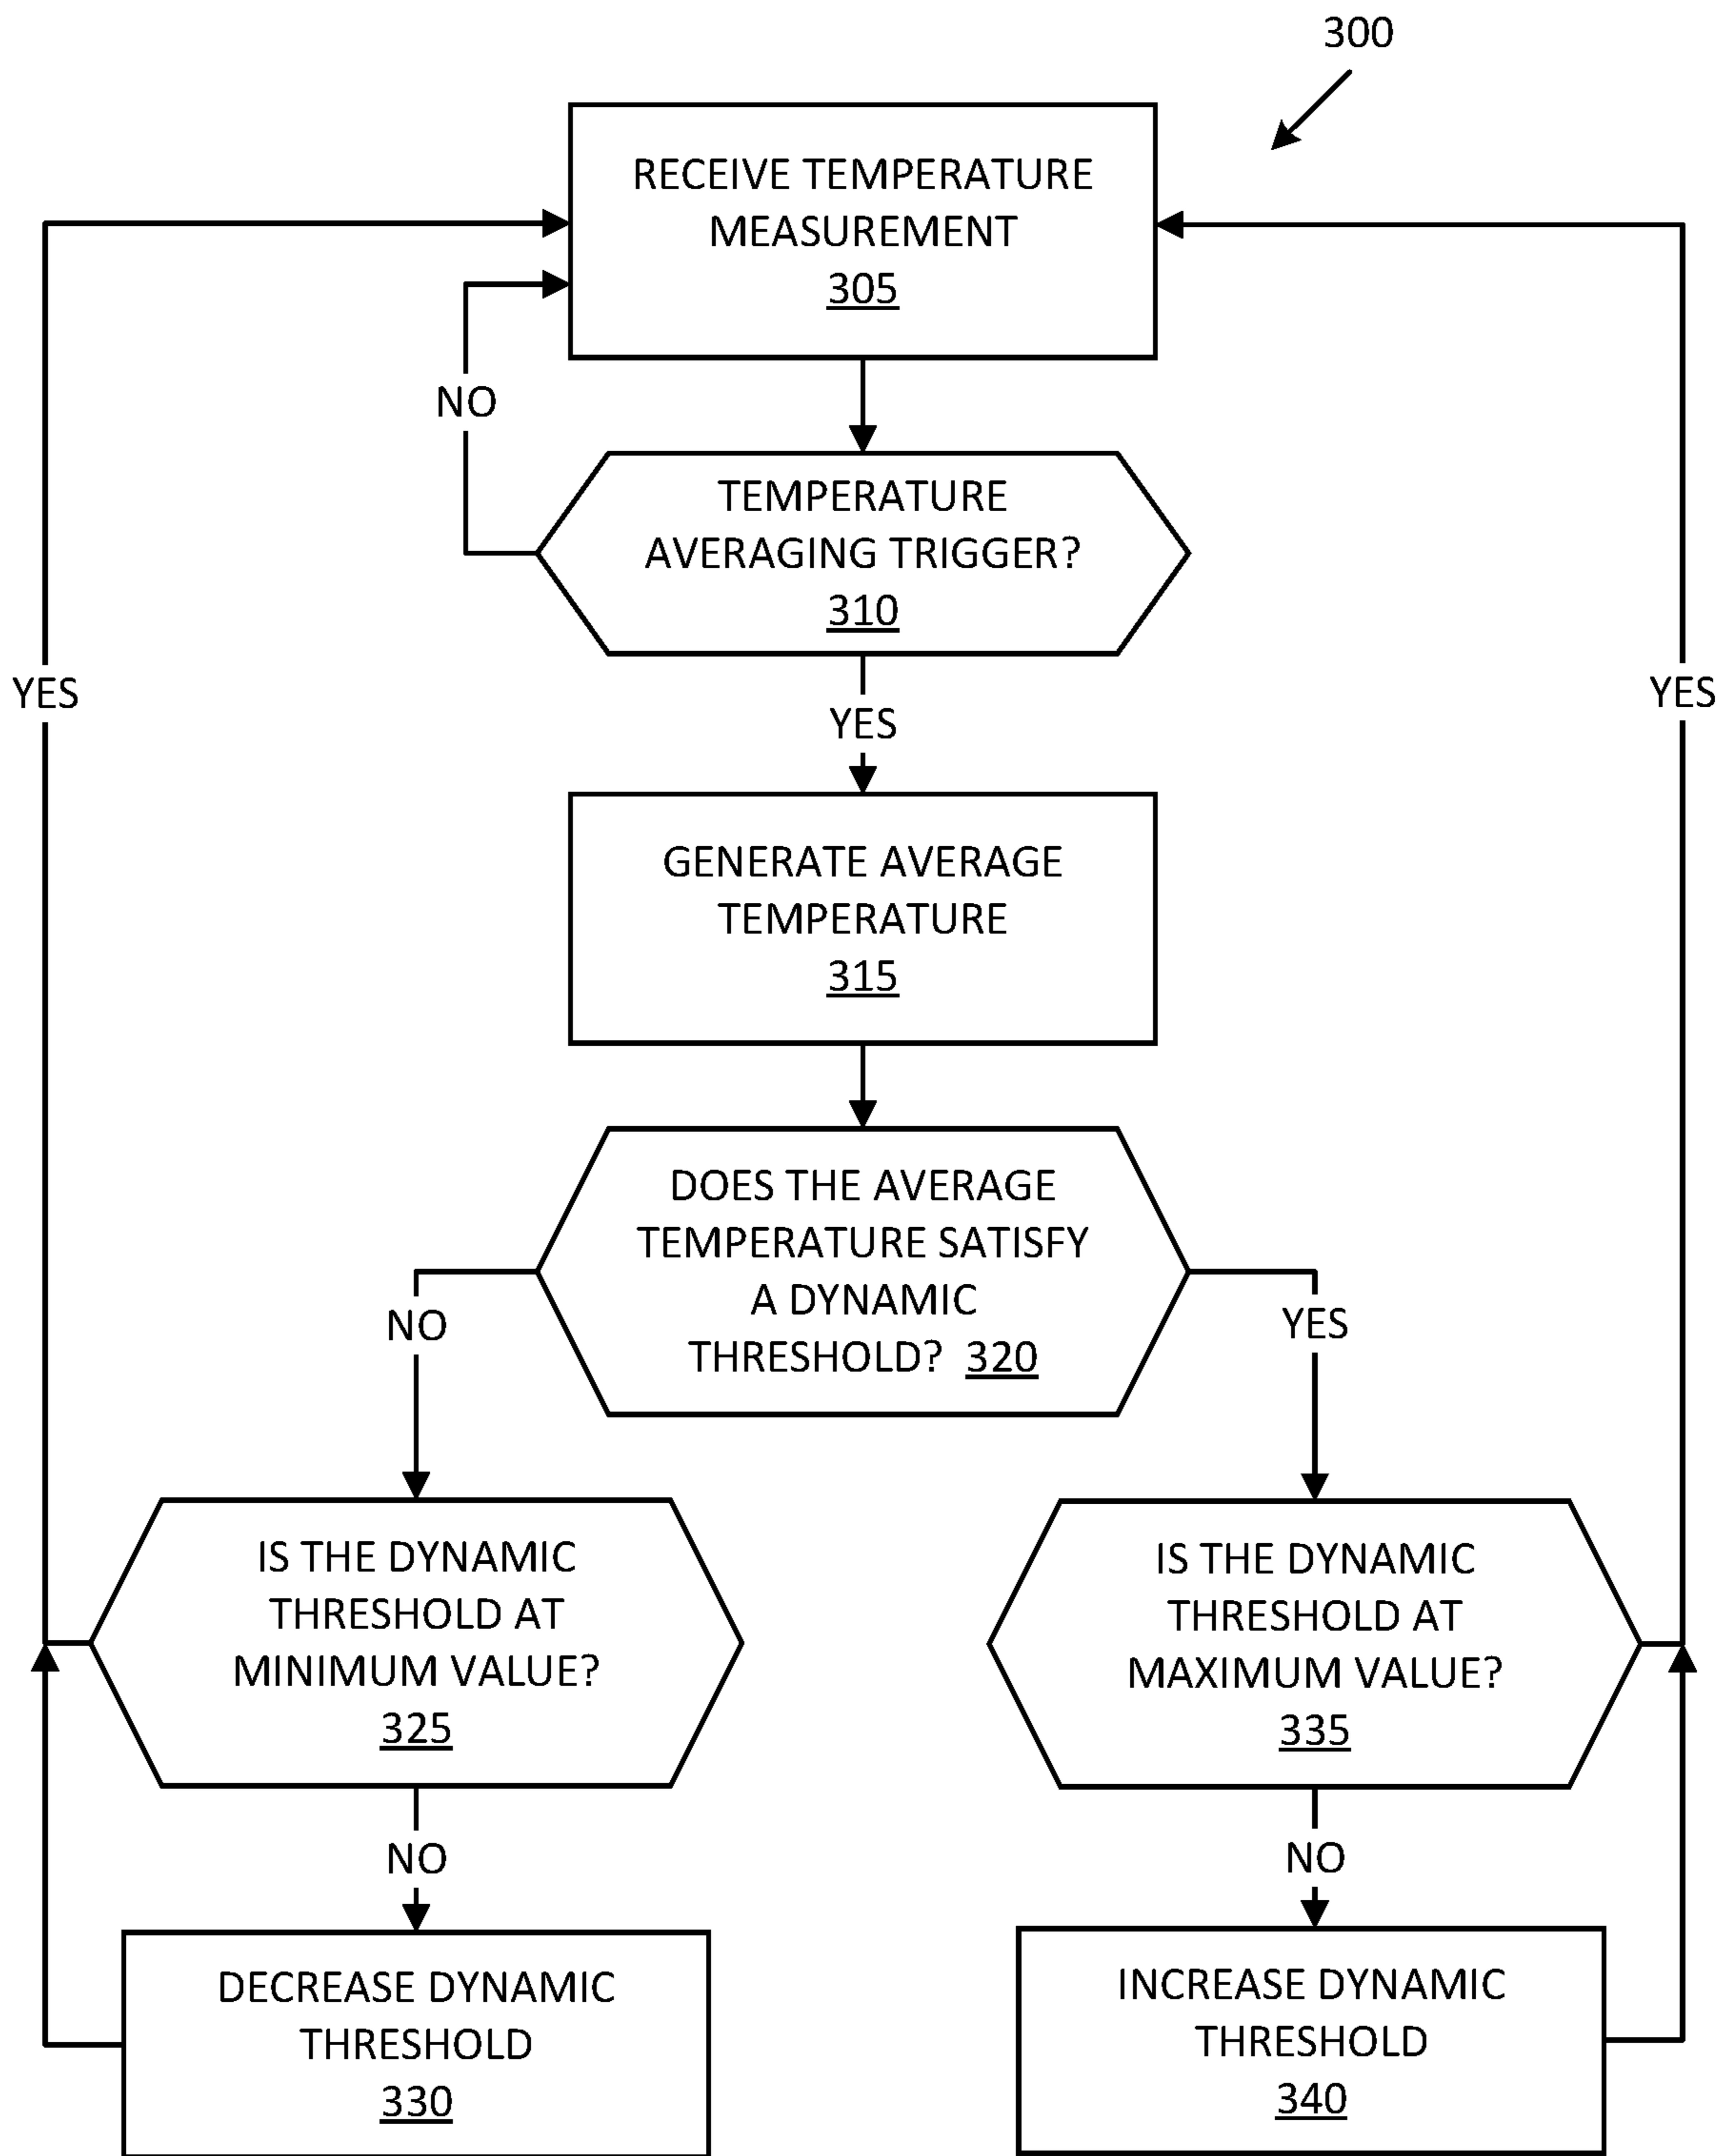 300
RECEIVE TEMPERATURE
MEASUREMENT
305
NO
TEMPERATURE
AVERAGING TRIGGER?
310
YES
YES
YES
GENERATE AVERAGE
TEMPERATURE
315
DOES THE AVERAGE
TEMPERATURE SATISFY
A DYNAMIC
THRESHOLD? 320
NO
YES
IS THE DYNAMIC
THRESHOLD AT
MINIMUM VALUE?
325
IS THE DYNAMIC
THRESHOLD AT
MAXIMUM VALUE?
335
NO
NO
DECREASE DYNAMIC
THRESHOLD
330
INCREASE DYNAMIC
THRESHOLD
340